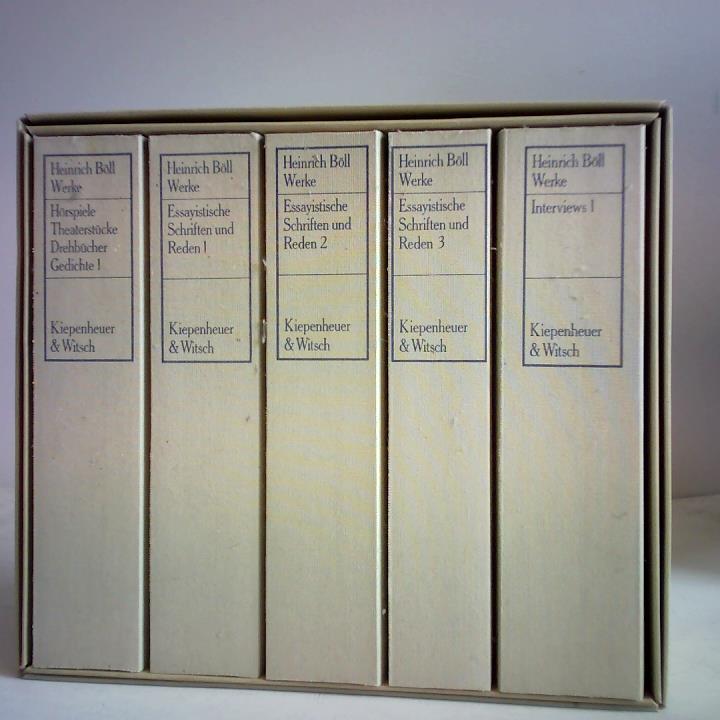 Heinrich Böll
Werke
Hörspiele
Theaterstücke
Drehbücher
Gedichte 1
Kiepenheuer
& Witsch
Heinrich Böll
Werke
Essayistische
Schriften und
Reden 1
Kiepenheuer
& Witsch
Heinrich Böll
Werke
Essayistische
Schriften und
Reden 2
Kiepenheuer
& Witsch
Heinrich Böll
Werke
Essayistische
Schriften und
Reden 3
Kiepenheuer
& Witsch
Heinrich Böll
Werke
Interviews 1
Kiepenheuer
& Witsch